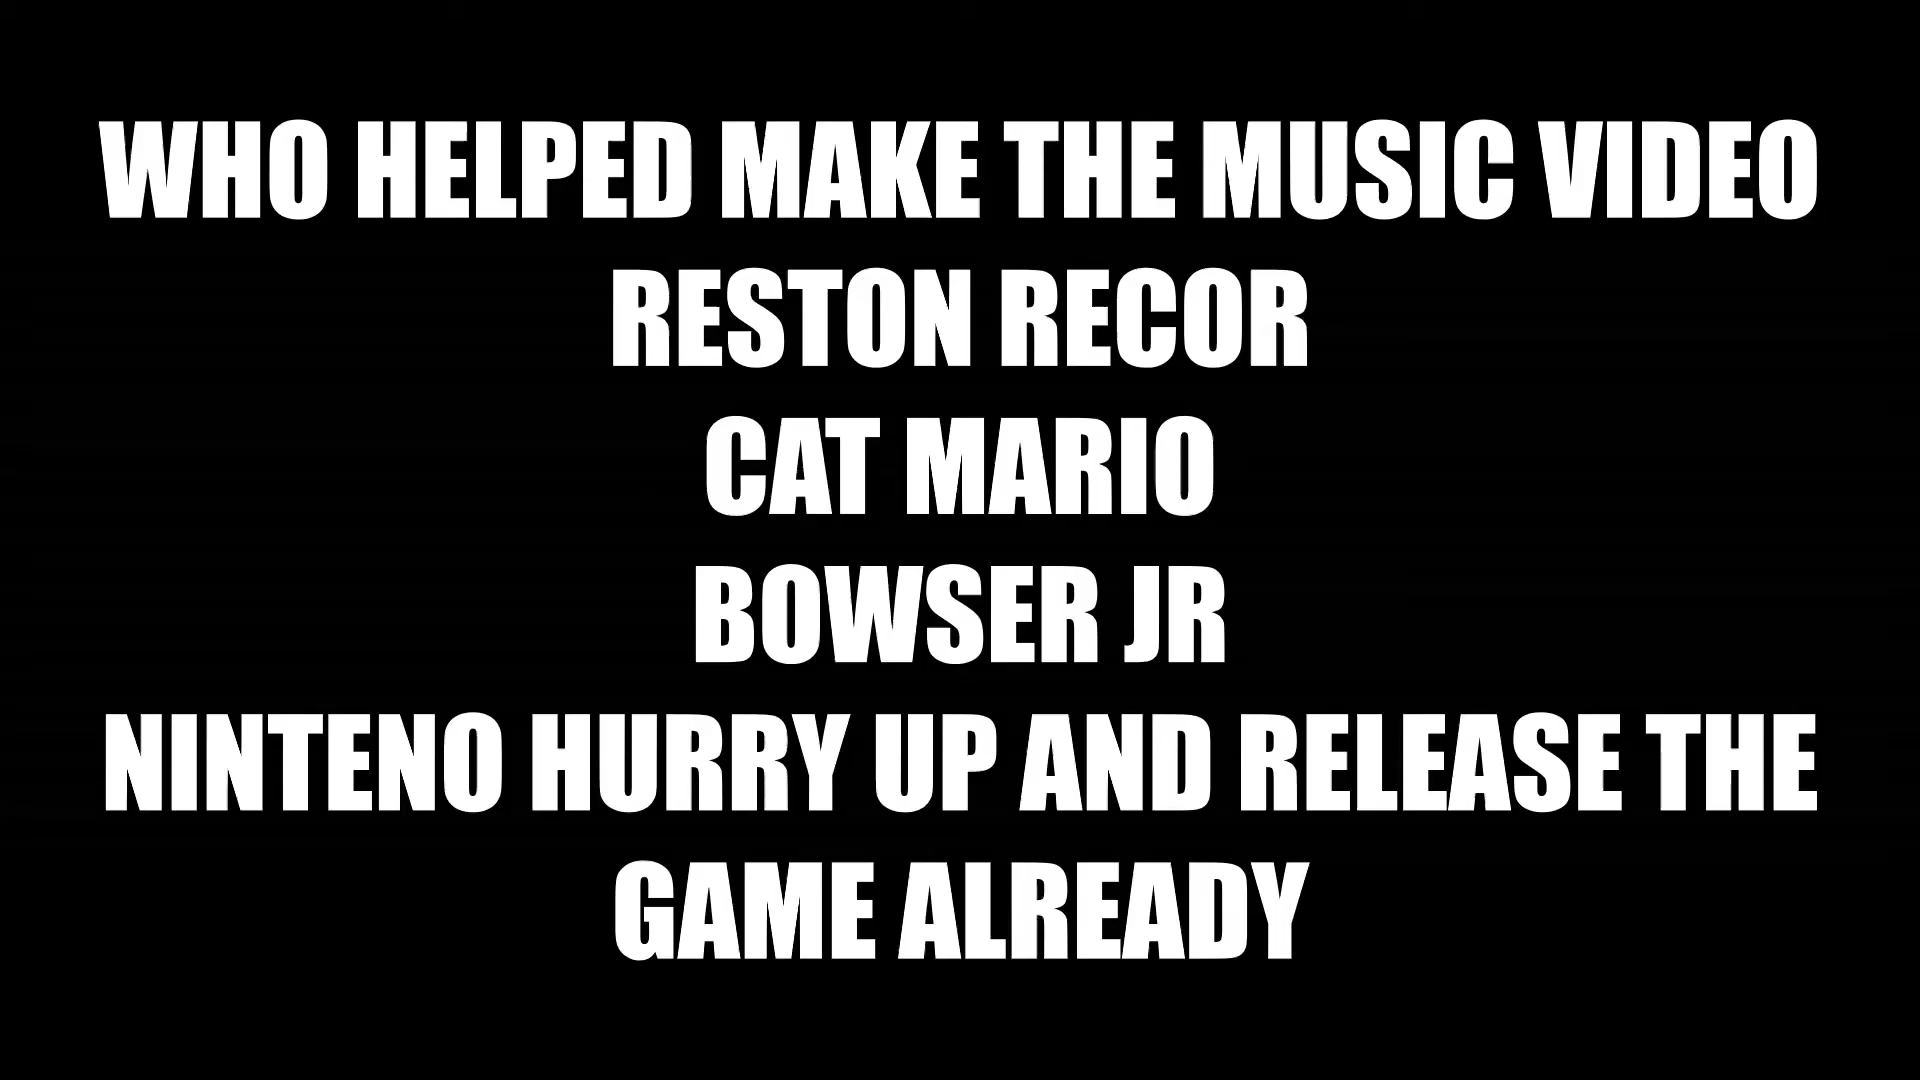 WHO HELPED MAKE THE MUSIC VIDEO
RESTON RECOR
CAT MARIO
BOWSER JR
NINTENO HURRY UP AND RELEASE THE
GAME ALREADY